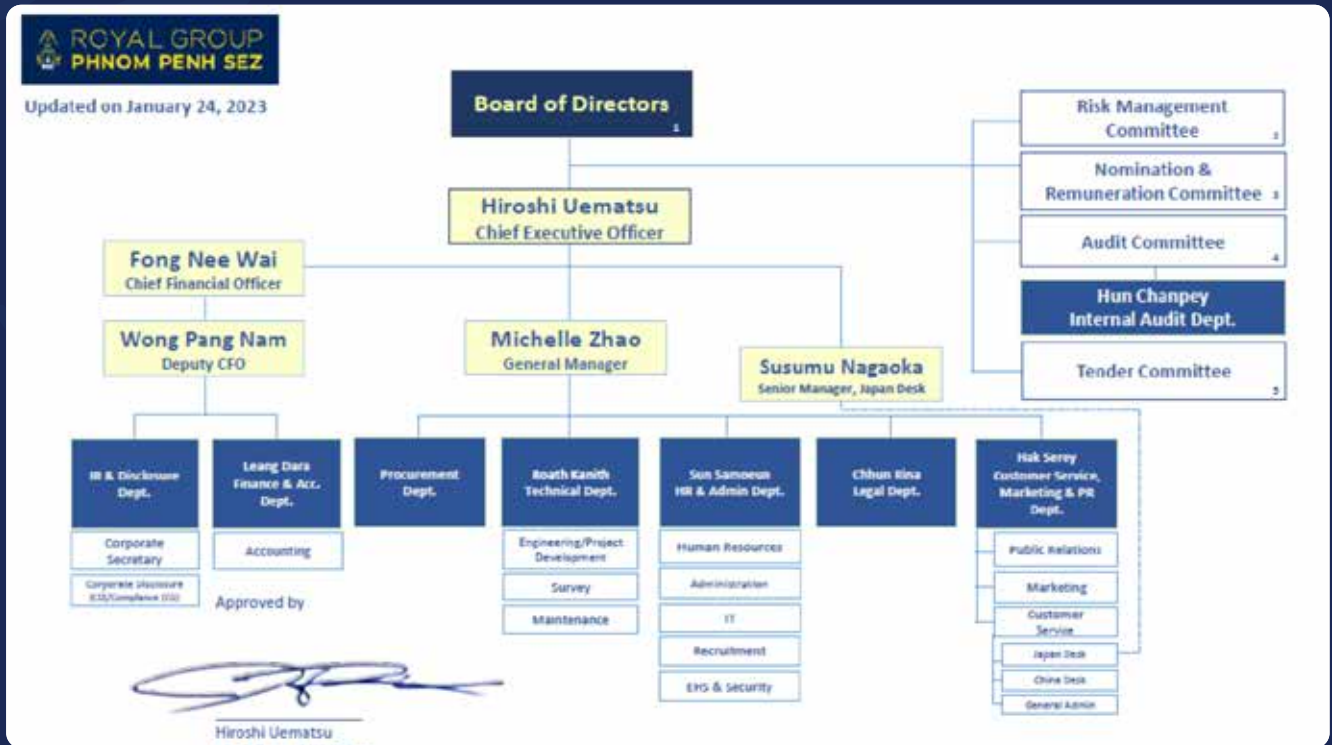 ROYAL GROUP
PHNOM PENH SEZ
Updated on January 24, 2023
Board of Directors
1
Risk Management
Committee
2
Nomination &
Remuneration Committee 3
Audit Committee
4
Hun Chanpey
Internal Audit Dept.
Tender Committee
5
Hiroshi Uematsu
Chief Executive Officer
Fong Nee Wai
Chief Financial Officer
Wong Pang Nam
Deputy CFO
Michelle Zhao
General Manager
Susumu Nagaoka
Senior Manager, Japan Desk
IR & Disclosure
Dept.
Corporate
Secretary
Corporate Disclosure
Leang Dara
Finance & Acc.
Dept.
Accounting
Procurement
Dept.
Roath Kanith
Technical Dept.
Engineering/Project
Development
Survey
Maintenance
Sun Samoeun
HR & Admin Dept.
Human Resources
Administration
IT
Recruitment
EHS & Security
Chhun Rina
Legal Dept.
Hak Serey
Customer Service,
Marketing & PR
Dept.
Public Relations
Marketing
Customer
Service
Japan Desk
China Desk
General Admin
Approved by
Hiroshi Uematsu